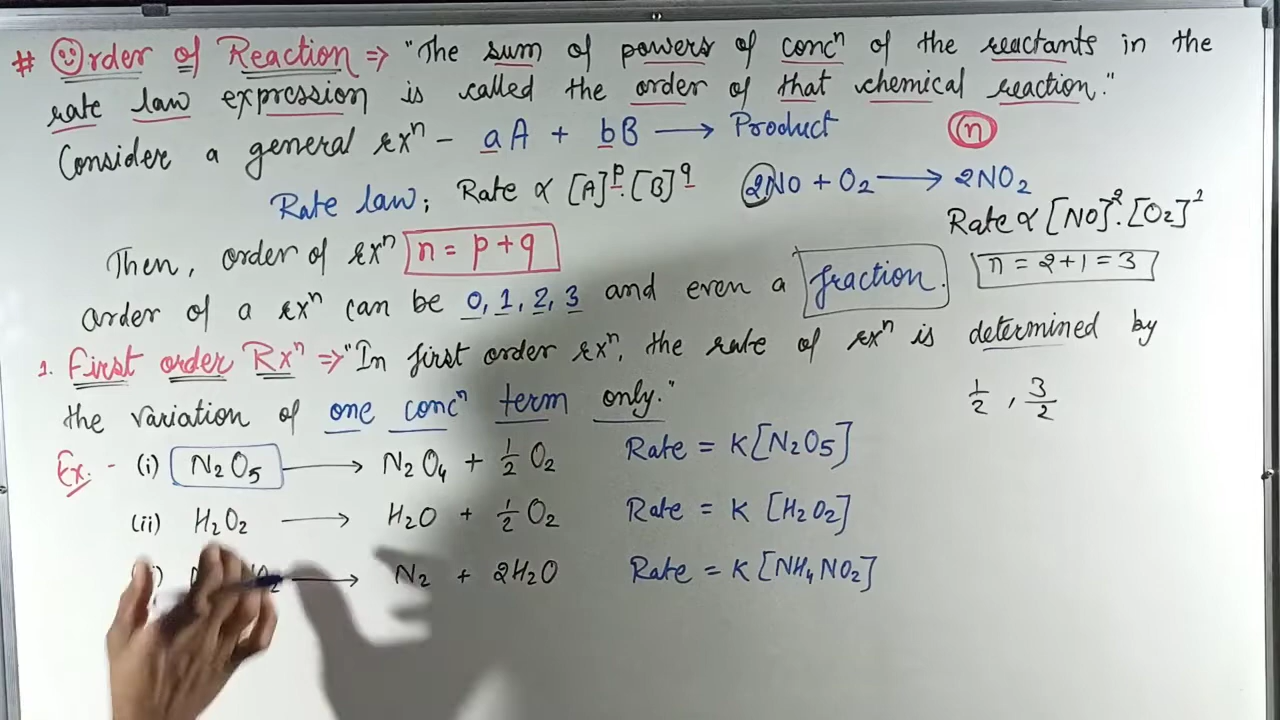 # Order of Reaction ⇒ "The sum of powers of concⁿ of the reactants in the
rate law expression is called the order of that chemical reaction."
Consider a general rxⁿ - aA + bB ⟶ Product (n)
Rate law; Rate ∝ [A]ᵖ.[B]^q 2NO + O₂ ⟶ 2NO₂
Rate ∝ [NO]².[O₂]¹
Then, order of rxⁿ n = p + q n = 2+1 = 3
order of a rxⁿ can be 0, 1, 2, 3 and even a fraction.
1. First order Rxⁿ ⇒ "In first order rxⁿ, the rate of rxⁿ is determined by
the variation of one concⁿ term only." 1/2, 3/2
Ex. - (i) N₂O₅ ⟶ N₂O₄ + 1/2 O₂ Rate = K[N₂O₅]
(ii) H₂O₂ ⟶ H₂O + 1/2 O₂ Rate = K [H₂O₂]
⟶ N₂ + 2H₂O Rate = K[NH₄NO₂]